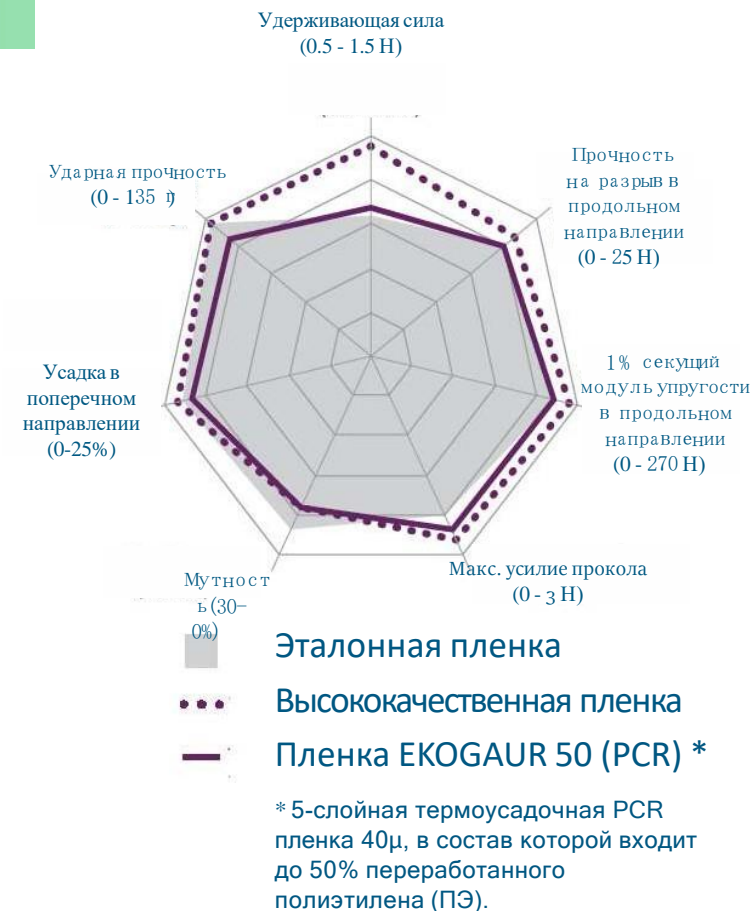 Удерживающая сила
(0.5 - 1.5 Н)
Ударная прочность
(0 - 135 г)
Прочность
на разрыв в
продольном
направлении
(0 - 25 Н)
Усадка в
поперечном
направлении
(0-25%)
1% секущий
модуль упругости
в продольном
направлении
(0 - 270 Н)
Мутност
ь (30-
0%)
Макс. усилие прокола
(0 - 3 Н)
Эталонная пленка
Высококачественная пленка
Пленка EKOGAUR 50 (PCR) *
* 5-слойная термоусадочная PCR
пленка 40µ, в состав которой входит
до 50% переработанного
полиэтилена (ПЭ).